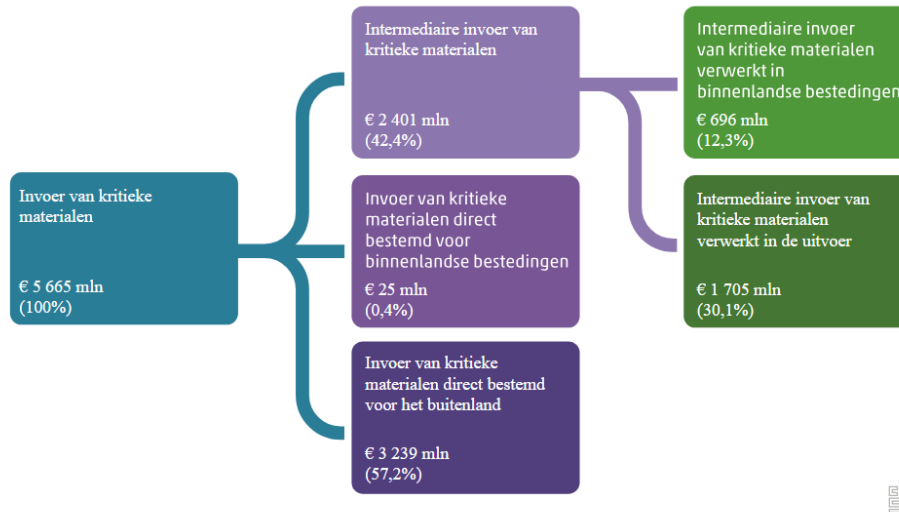 Invoer van kritieke
materialen
€ 5 665 mln
(100%)
Intermediaire invoer van
kritieke materialen
€ 2 401 mln
(42,4%)
Invoer van kritieke
materialen direct
bestemd voor
binnenlandse bestedingen
€ 25 mln
(0,4%)
Invoer van kritieke
materialen direct bestemd
voor het buitenland
€ 3 239 mln
(57,2%)
Intermediaire invoer
van kritieke materialen
verwerkt in
binnenlandse bestedingen
€ 696 mln
(12,3%)
Intermediaire invoer van
kritieke materialen
verwerkt in de uitvoer
€ 1 705 mln
(30,1%)